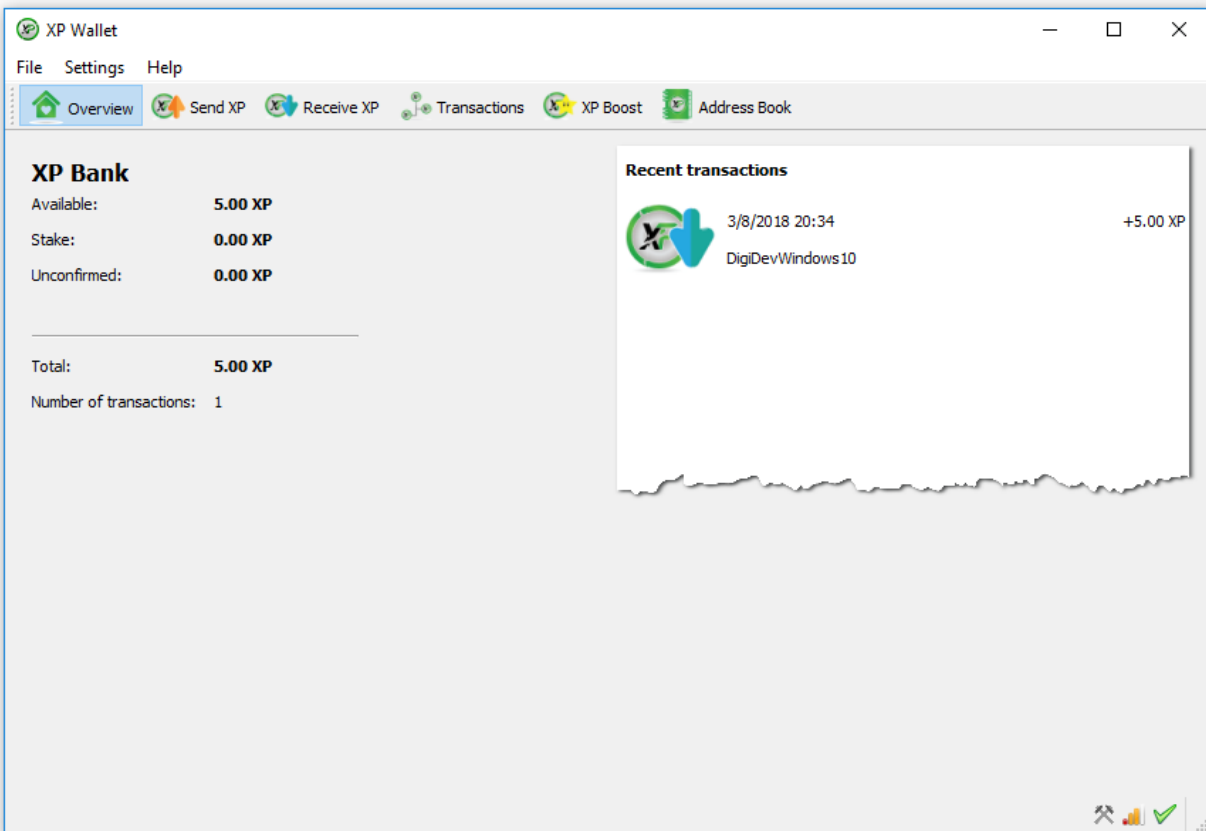 XP Wallet
File Settings Help
Overview Send XP Receive XP Transactions XP Boost Address Book
XP Bank
Available: 5.00 XP
Stake: 0.00 XP
Unconfirmed: 0.00 XP
Total: 5.00 XP
Number of transactions: 1
Recent transactions
3/8/2018 20:34 +5.00 XP
DigiDevWindows10